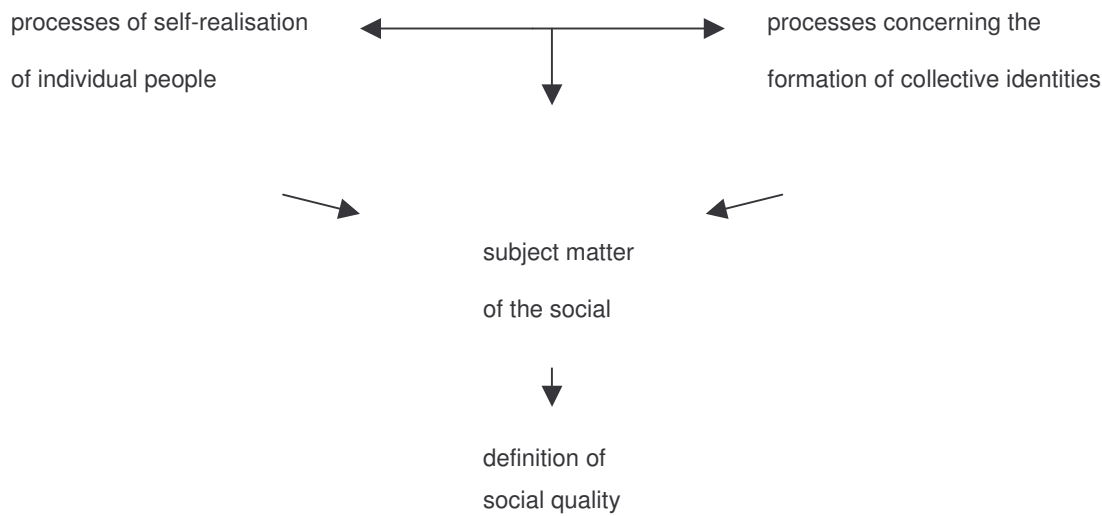 processes of self-realisation
of individual people
processes concerning the
formation of collective identities
subject matter
of the social
definition of
social quality